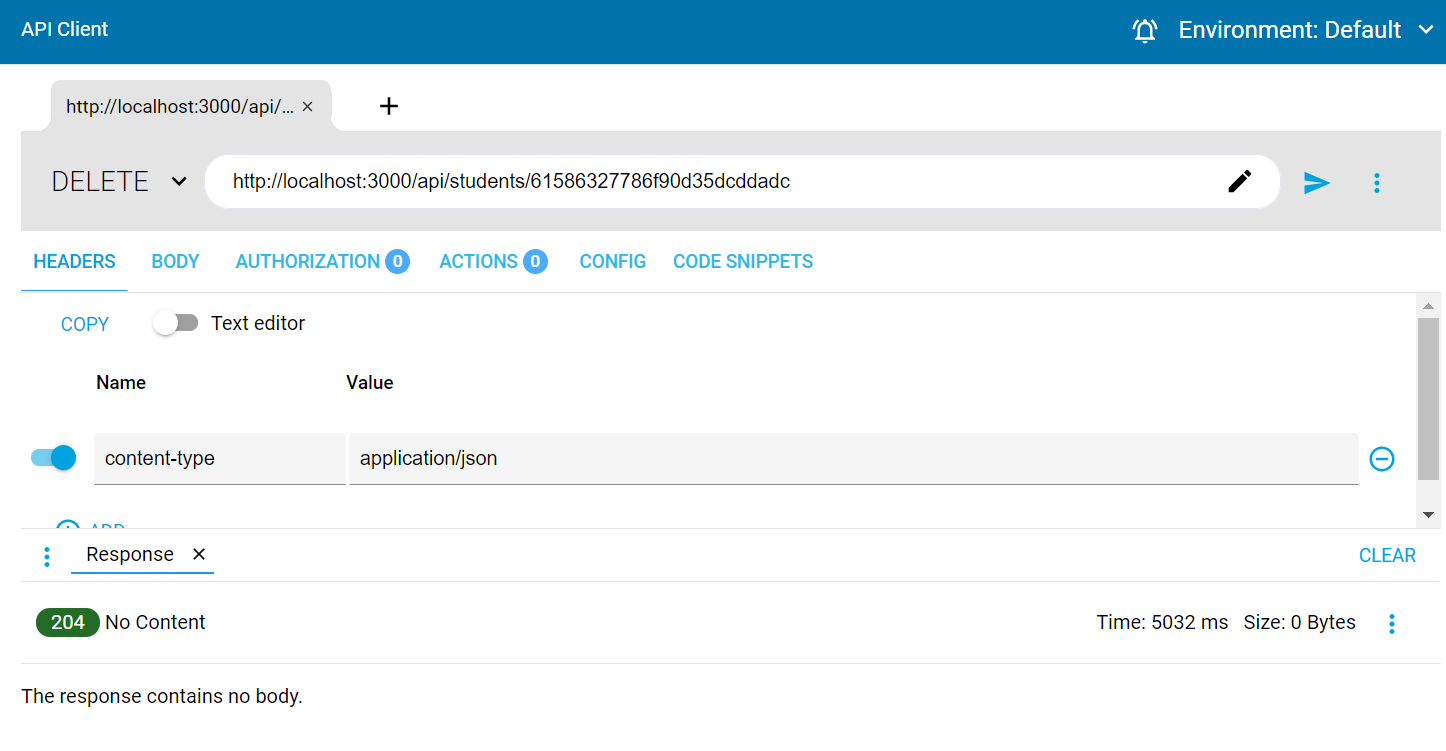 API Client
Environment: Default
http://localhost:3000/api/...
DELETE
http://localhost:3000/api/students/61586327786f90d35dcddadc
HEADERS BODY AUTHORIZATION 0 ACTIONS 0 CONFIG CODE SNIPPETS
COPY Text editor
Name Value
content-type application/json
ADD
Response CLEAR
204 No Content Time: 5032 ms Size: 0 Bytes
The response contains no body.